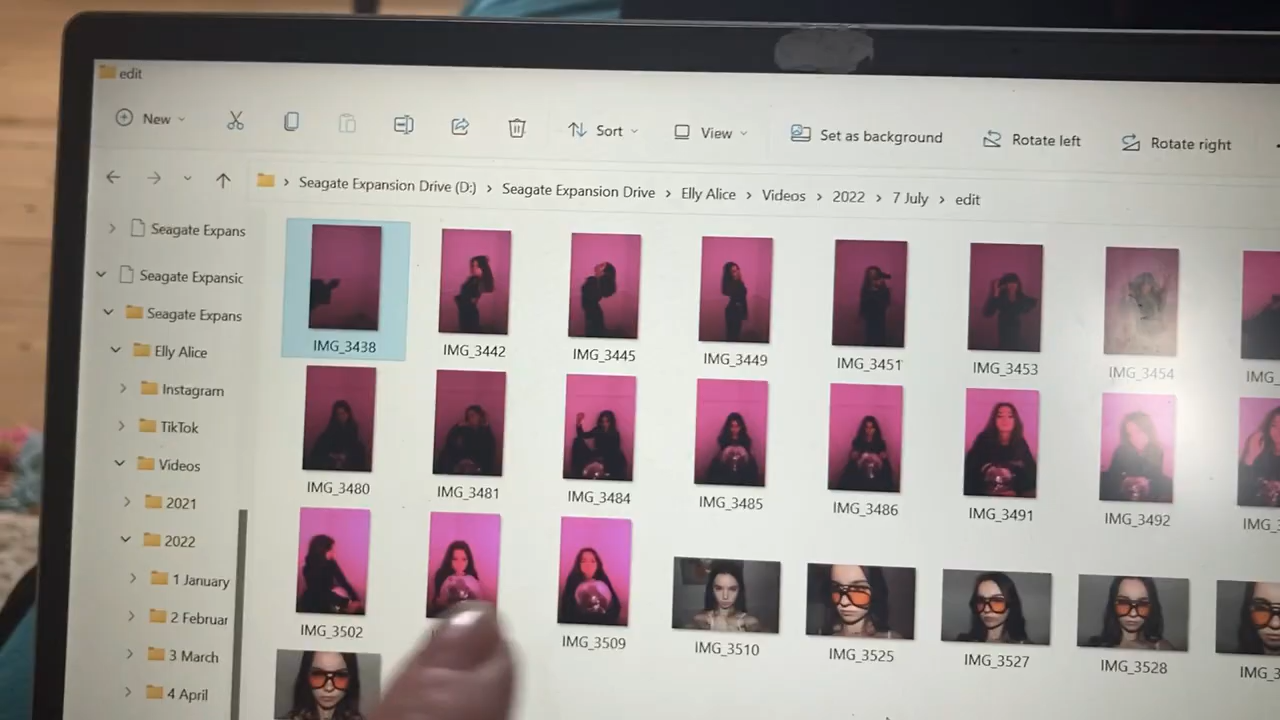 edit
New
Sort
View
Set as background
Rotate left
Rotate right
Seagate Expansion Drive (D:) > Seagate Expansion Drive > Elly Alice > Videos > 2022 > 7 July > edit
Seagate Expans
Seagate Expansic
Seagate Expans
Elly Alice
Instagram
TikTok
Videos
2021
2022
1 January
2 Februar
3 March
4 April
IMG_3438
IMG_3442
IMG_3445
IMG_3449
IMG_3451
IMG_3453
IMG_3454
IMG_
IMG_3480
IMG_3481
IMG_3484
IMG_3485
IMG_3486
IMG_3491
IMG_3492
IMG_3
IMG_3502
IMG_3509
IMG_3510
IMG_3525
IMG_3527
IMG_3528
IMG_3